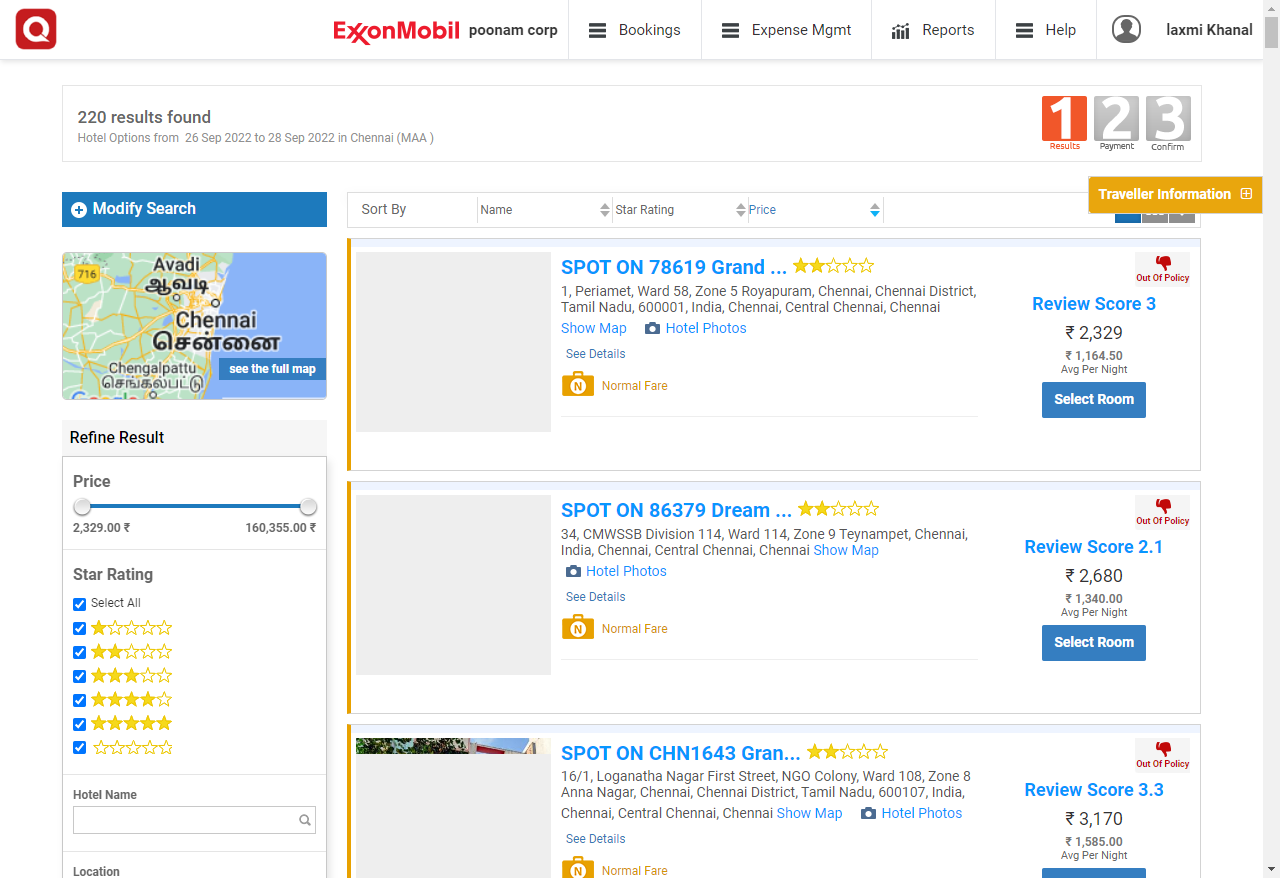 Q
ExxonMobil poonam corp
Bookings
Expense Mgmt
Reports
Help
laxmi Khanal
220 results found
Hotel Options from 26 Sep 2022 to 28 Sep 2022 in Chennai (MAA )
1 2 3
Results Payment Confirm
Modify Search
Sort By Name Star Rating Price
Traveller Information
716
Avadi
ஆவடி
Chennai
சென்னை
Chengalpattu
செங்கல்பட்டு
see the full map
Google
Refine Result
Price
2,329.00 ₹ 160,355.00 ₹
Star Rating
Select All
Hotel Name
Location
SPOT ON 78619 Grand ...
1, Periamet, Ward 58, Zone 5 Royapuram, Chennai, Chennai District,
Tamil Nadu, 600001, India, Chennai, Central Chennai, Chennai
Show Map Hotel Photos
See Details
N Normal Fare
Out Of Policy
Review Score 3
₹ 2,329
₹ 1,164.50
Avg Per Night
Select Room
SPOT ON 86379 Dream ...
34, CMWSSB Division 114, Ward 114, Zone 9 Teynampet, Chennai,
India, Chennai, Central Chennai, Chennai Show Map
Hotel Photos
See Details
N Normal Fare
Out Of Policy
Review Score 2.1
₹ 2,680
₹ 1,340.00
Avg Per Night
Select Room
SPOT ON CHN1643 Gran...
16/1, Loganatha Nagar First Street, NGO Colony, Ward 108, Zone 8
Anna Nagar, Chennai, Chennai District, Tamil Nadu, 600107, India,
Chennai, Central Chennai, Chennai Show Map Hotel Photos
See Details
N Normal Fare
Out Of Policy
Review Score 3.3
₹ 3,170
₹ 1,585.00
Avg Per Night